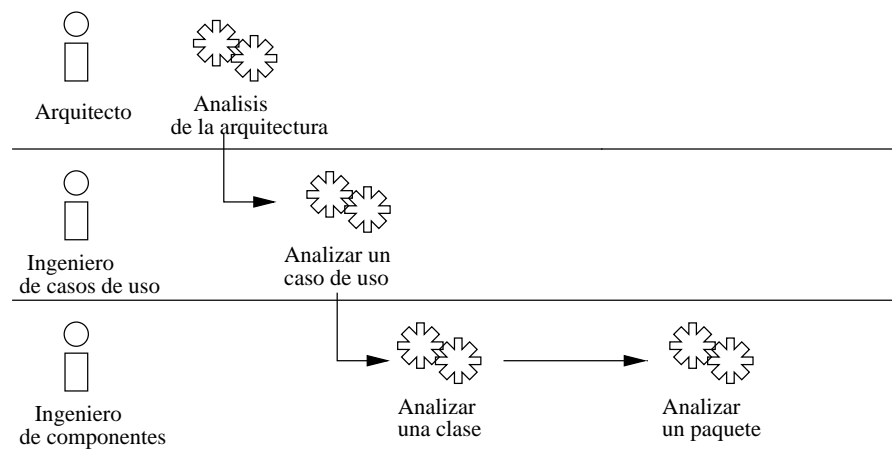 Arquitecto
Analisis
de la arquitectura
Ingeniero
de casos de uso
Analizar un
caso de uso
Ingeniero
de componentes
Analizar
una clase
Analizar
un paquete